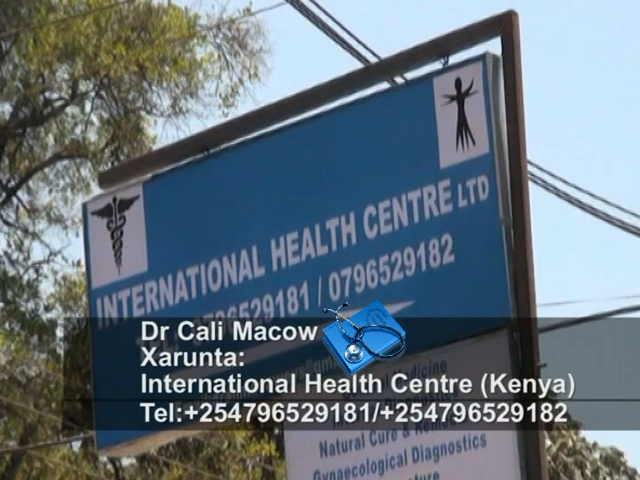 INTERNATIONAL HEALTH CENTRE LTD
0796529181 / 0796529182
Dr Cali Macow
Xarunta:
International Health Centre (Kenya)
Tel:+254796529181/+254796529182
Medicine
Natural Cure &
Gynaecological Diagnostics